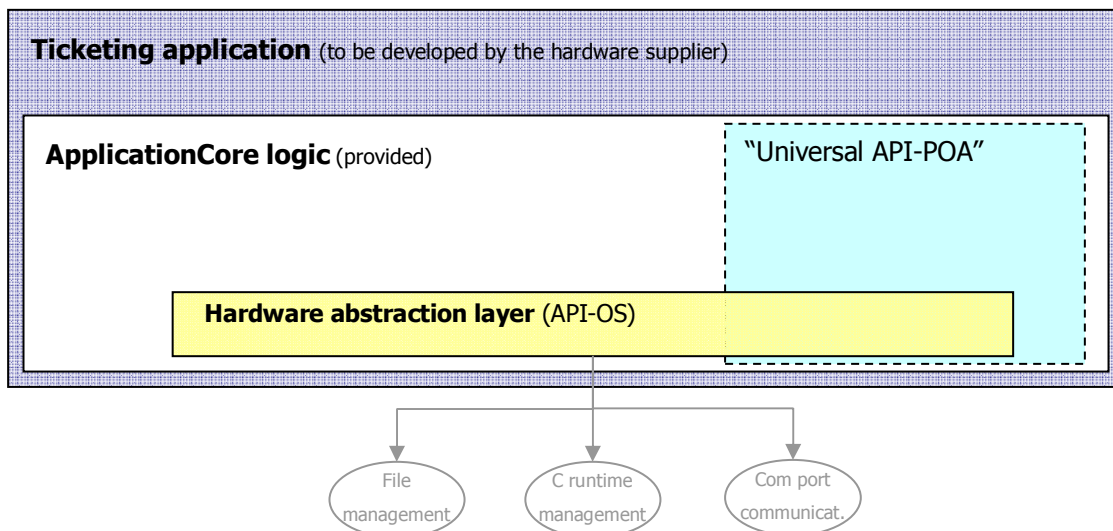 Ticketing application (to be developed by the hardware supplier)
ApplicationCore logic (provided)
“Universal API-POA”
Hardware abstraction layer (API-OS)
File
management
C runtime
management
Com port
communicat.